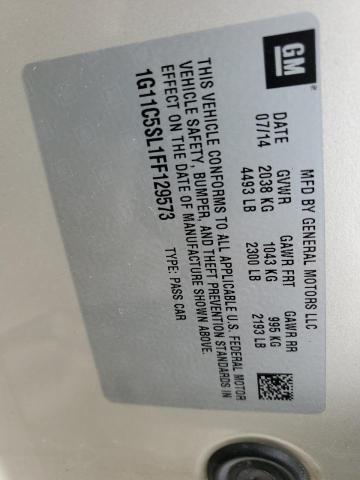 GM
MFD BY GENERAL MOTORS LLC
DATE GVWR GAWR FRT GAWR RR
07/14 2038 KG 1043 KG 995 KG
4493 LB 2300 LB 2193 LB
THIS VEHICLE CONFORMS TO ALL APPLICABLE U.S. FEDERAL MOTOR
VEHICLE SAFETY, BUMPER, AND THEFT PREVENTION STANDARDS IN
EFFECT ON THE DATE OF MANUFACTURE SHOWN ABOVE.
1G11C5SL1FF129573 TYPE: PASS CAR